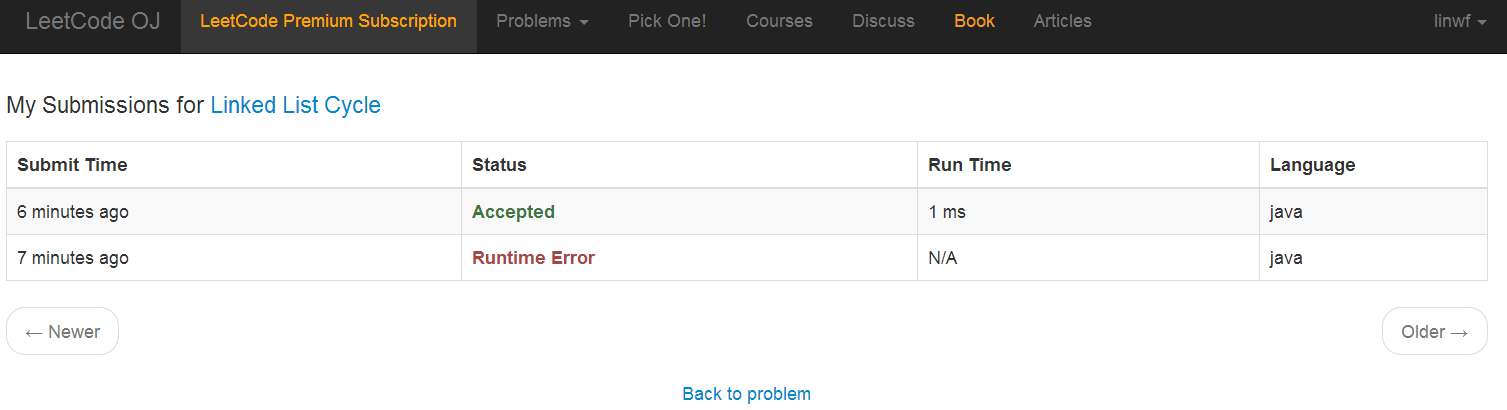 LeetCode OJ LeetCode Premium Subscription Problems Pick One! Courses Discuss Book Articles linwf
My Submissions for Linked List Cycle
Submit Time Status Run Time Language
6 minutes ago Accepted 1 ms java
7 minutes ago Runtime Error N/A java
← Newer Older →
Back to problem